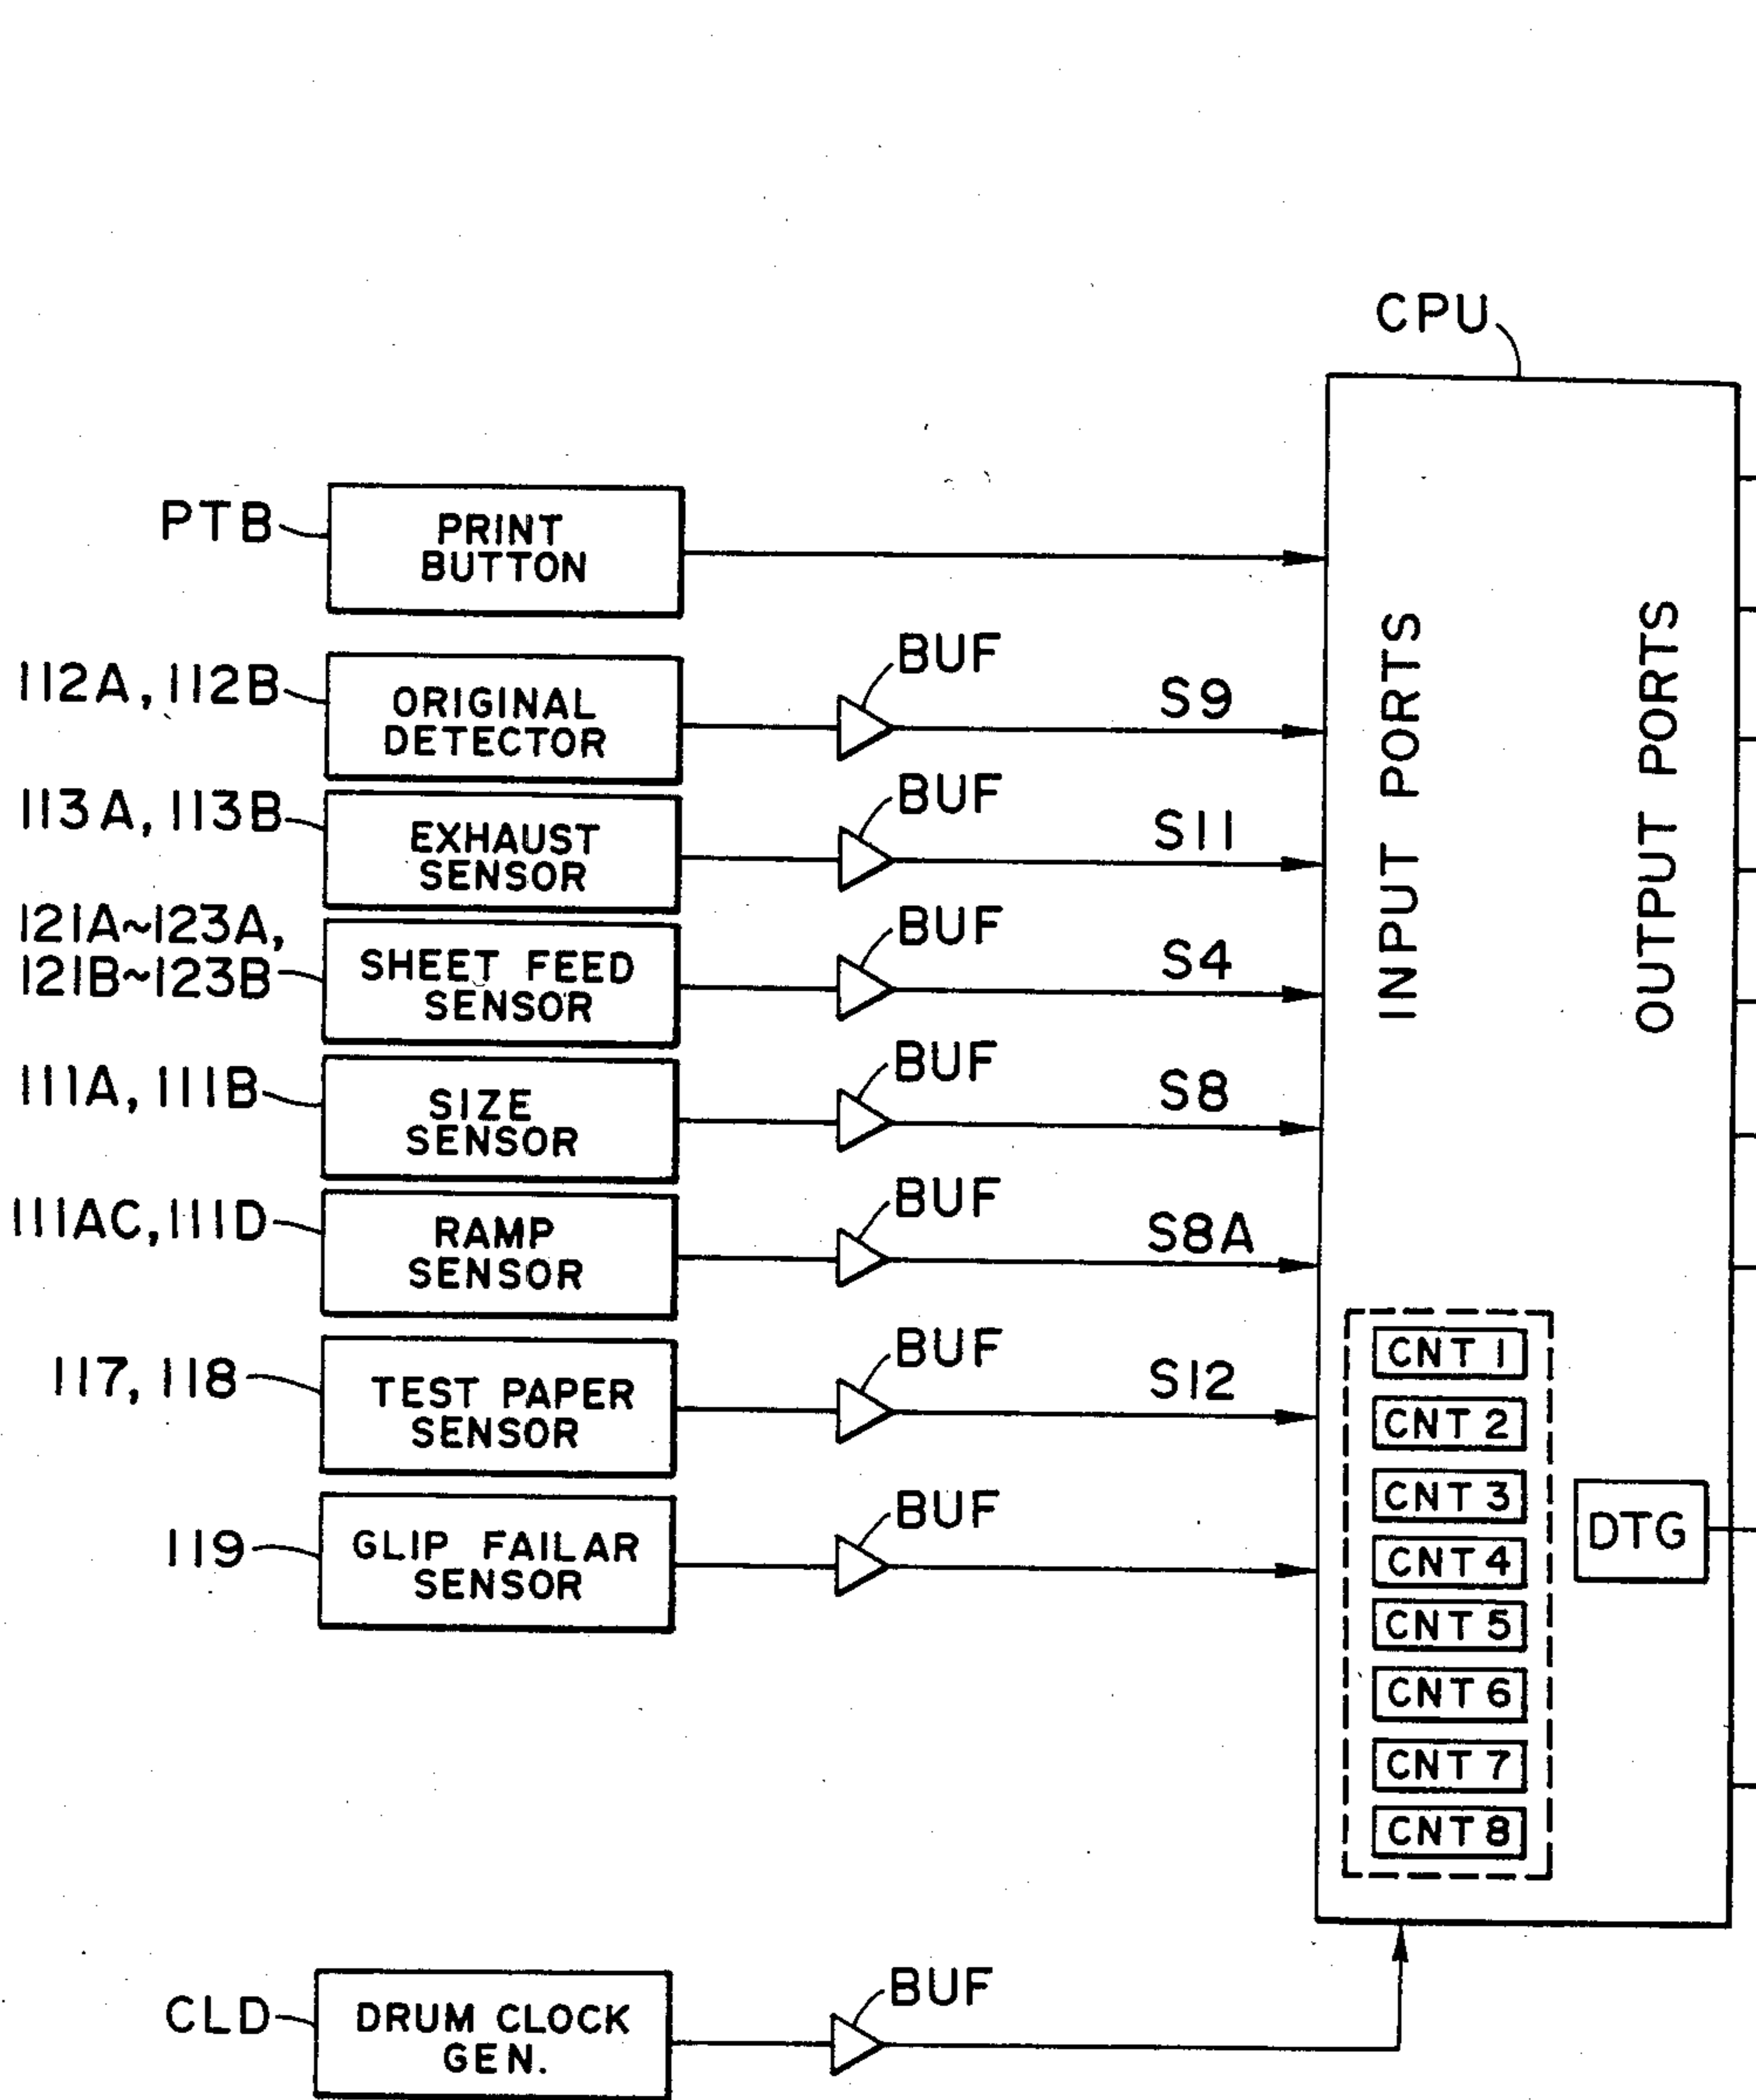 CPU
PTB
PRINT
BUTTON
112A, 112B
ORIGINAL
DETECTOR
BUF
S9
113A, 113B
EXHAUST
SENSOR
BUF
S11
121A~123A,
121B~123B
SHEET FEED
SENSOR
BUF
S4
111A, 111B
SIZE
SENSOR
BUF
S8
111AC, 111D
RAMP
SENSOR
BUF
S8A
117, 118
TEST PAPER
SENSOR
BUF
S12
119
GLIP FAILAR
SENSOR
BUF
INPUT PORTS
OUTPUT PORTS
CNT 1
CNT 2
CNT 3
CNT 4
CNT 5
CNT 6
CNT 7
CNT 8
DTG
CLD
DRUM CLOCK
GEN.
BUF